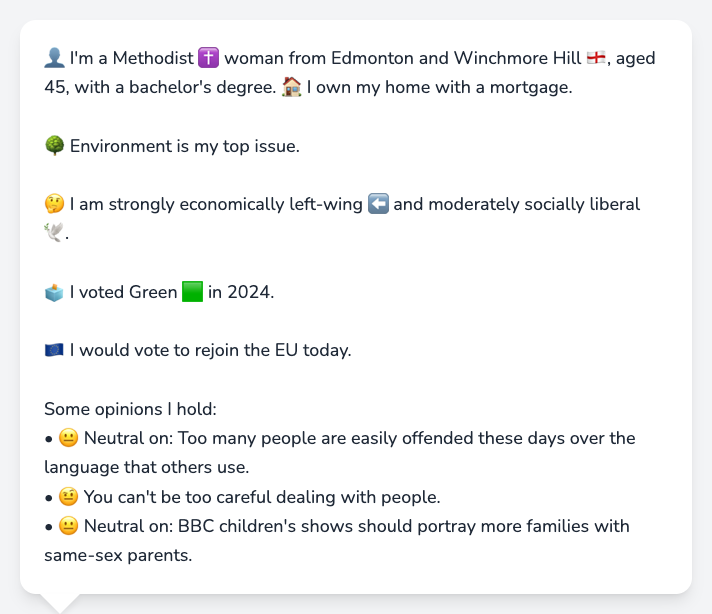 👤 I'm a Methodist ✝️ woman from Edmonton and Winchmore Hill 🏴󠁧󠁢󠁥󠁮󠁧󠁿, aged
45, with a bachelor's degree. 🏠 I own my home with a mortgage.
🌳 Environment is my top issue.
🤔 I am strongly economically left-wing ⬅️ and moderately socially liberal
🕊️.
🗳️ I voted Green 🟩 in 2024.
🇪🇺 I would vote to rejoin the EU today.
Some opinions I hold:
• 😐 Neutral on: Too many people are easily offended these days over the
language that others use.
• 🤨 You can't be too careful dealing with people.
• 😐 Neutral on: BBC children's shows should portray more families with
same-sex parents.